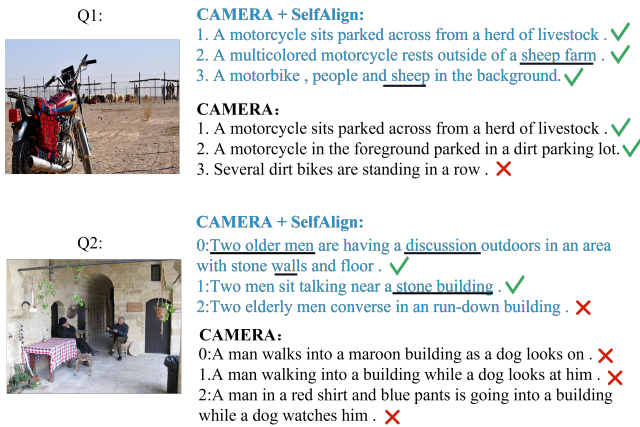 Q1:
CAMERA + SelfAlign:
1. A motorcycle sits parked across from a herd of livestock .
2. A multicolored motorcycle rests outside of a sheep farm .
3. A motorbike , people and sheep in the background.
CAMERA:
1. A motorcycle sits parked across from a herd of livestock .
2. A motorcycle in the foreground parked in a dirt parking lot.
3. Several dirt bikes are standing in a row .
Q2:
CAMERA + SelfAlign:
0:Two older men are having a discussion outdoors in an area
with stone walls and floor .
1:Two men sit talking near a stone building .
2:Two elderly men converse in an run-down building .
CAMERA:
0:A man walks into a maroon building as a dog looks on .
1.A man walking into a building while a dog looks at him .
2:A man in a red shirt and blue pants is going into a building
while a dog watches him .